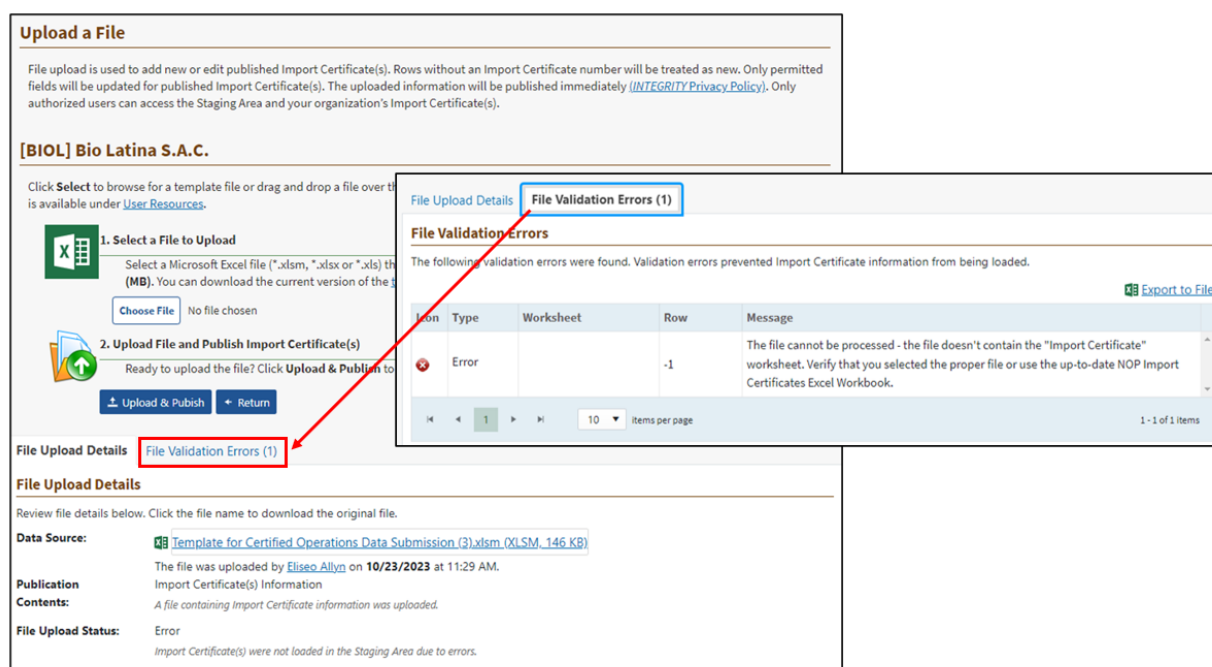 Upload a File
File upload is used to add new or edit published Import Certificate(s). Rows without an Import Certificate number will be treated as new. Only permitted
fields will be updated for published Import Certificate(s). The uploaded information will be published immediately (INTEGRITY Privacy Policy). Only
authorized users can access the Staging Area and your organization's Import Certificate(s).
[BIOL] Bio Latina S.A.C.
Click Select to browse for a template file or drag and drop a file over th
is available under User Resources.
1. Select a File to Upload
Select a Microsoft Excel file (*.xlsm, *.xlsx or *.xls) th
(MB). You can download the current version of the
Choose File No file chosen
2. Upload File and Publish Import Certificate(s)
Ready to upload the file? Click Upload & Publish to
Upload & Pubish Return
File Upload Details File Validation Errors (1)
File Upload Details
Review file details below. Click the file name to download the original file.
Data Source: Template for Certified Operations Data Submission (3).xlsm (XLSM, 146 KB)
The file was uploaded by Eliseo Allyn on 10/23/2023 at 11:29 AM.
Publication Import Certificate(s) Information
Contents: A file containing Import Certificate information was uploaded.
File Upload Status: Error
Import Certificate(s) were not loaded in the Staging Area due to errors.
File Upload Details File Validation Errors (1)
File Validation Errors
The following validation errors were found. Validation errors prevented Import Certificate information from being loaded.
Export to File
Icon Type Worksheet Row Message
Error -1 The file cannot be processed - the file doesn't contain the "Import Certificate"
worksheet. Verify that you selected the proper file or use the up-to-date NOP Import
Certificates Excel Workbook.
1 10 items per page 1 - 1 of 1 items